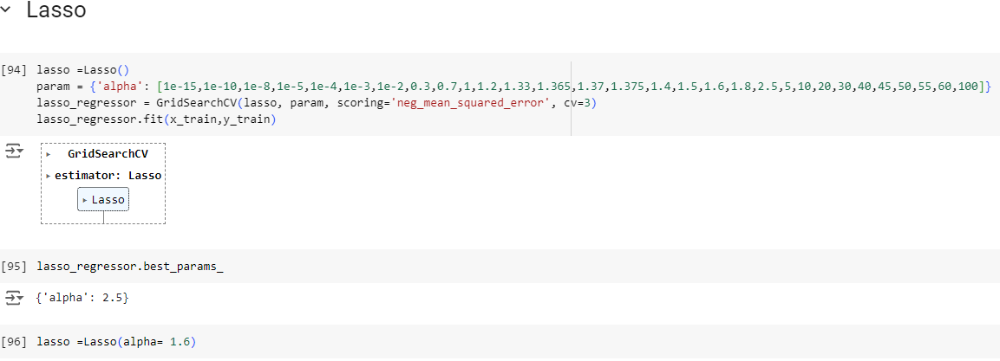 Lasso
[94] lasso =Lasso()
param = {'alpha': [1e-15,1e-10,1e-8,1e-5,1e-4,1e-3,1e-2,0.3,0.7,1,1.2,1.33,1.365,1.37,1.375,1.4,1.5,1.6,1.8,2.5,5,10,20,30,40,45,50,55,60,100]}
lasso_regressor = GridSearchCV(lasso, param, scoring='neg_mean_squared_error', cv=3)
lasso_regressor.fit(x_train,y_train)
GridSearchCV
estimator: Lasso
Lasso
[95] lasso_regressor.best_params_
{'alpha': 2.5}
[96] lasso =Lasso(alpha= 1.6)